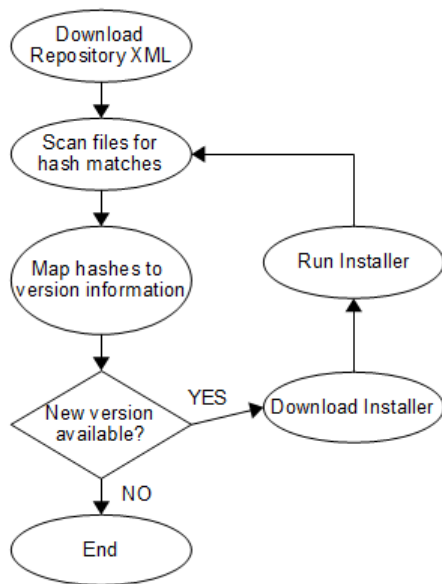 Download
Repository XML
Scan files for
hash matches
Map hashes to
version information
Run Installer
New version
available?
YES
Download Installer
NO
End